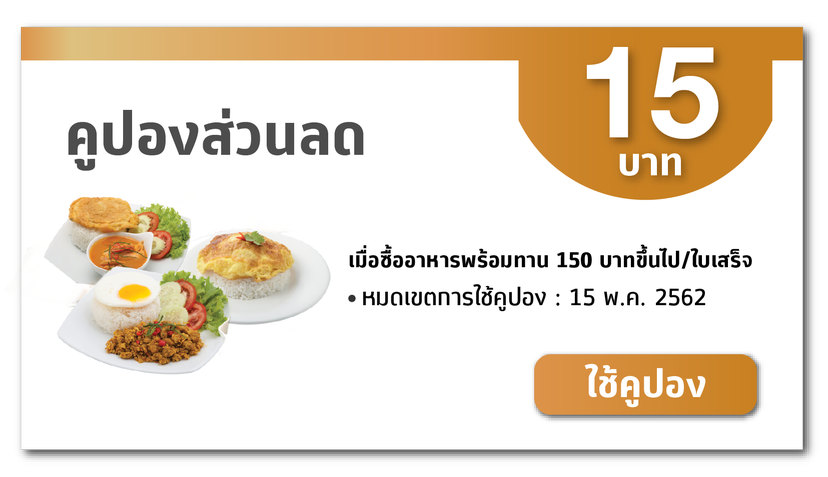 15
บาท
คูปองส่วนลด
เมื่อซื้ออาหารพร้อมทาน 150 บาทขึ้นไป/ใบเสร็จ
• หมดเขตการใช้คูปอง : 15 พ.ค. 2562
ใช้คูปอง